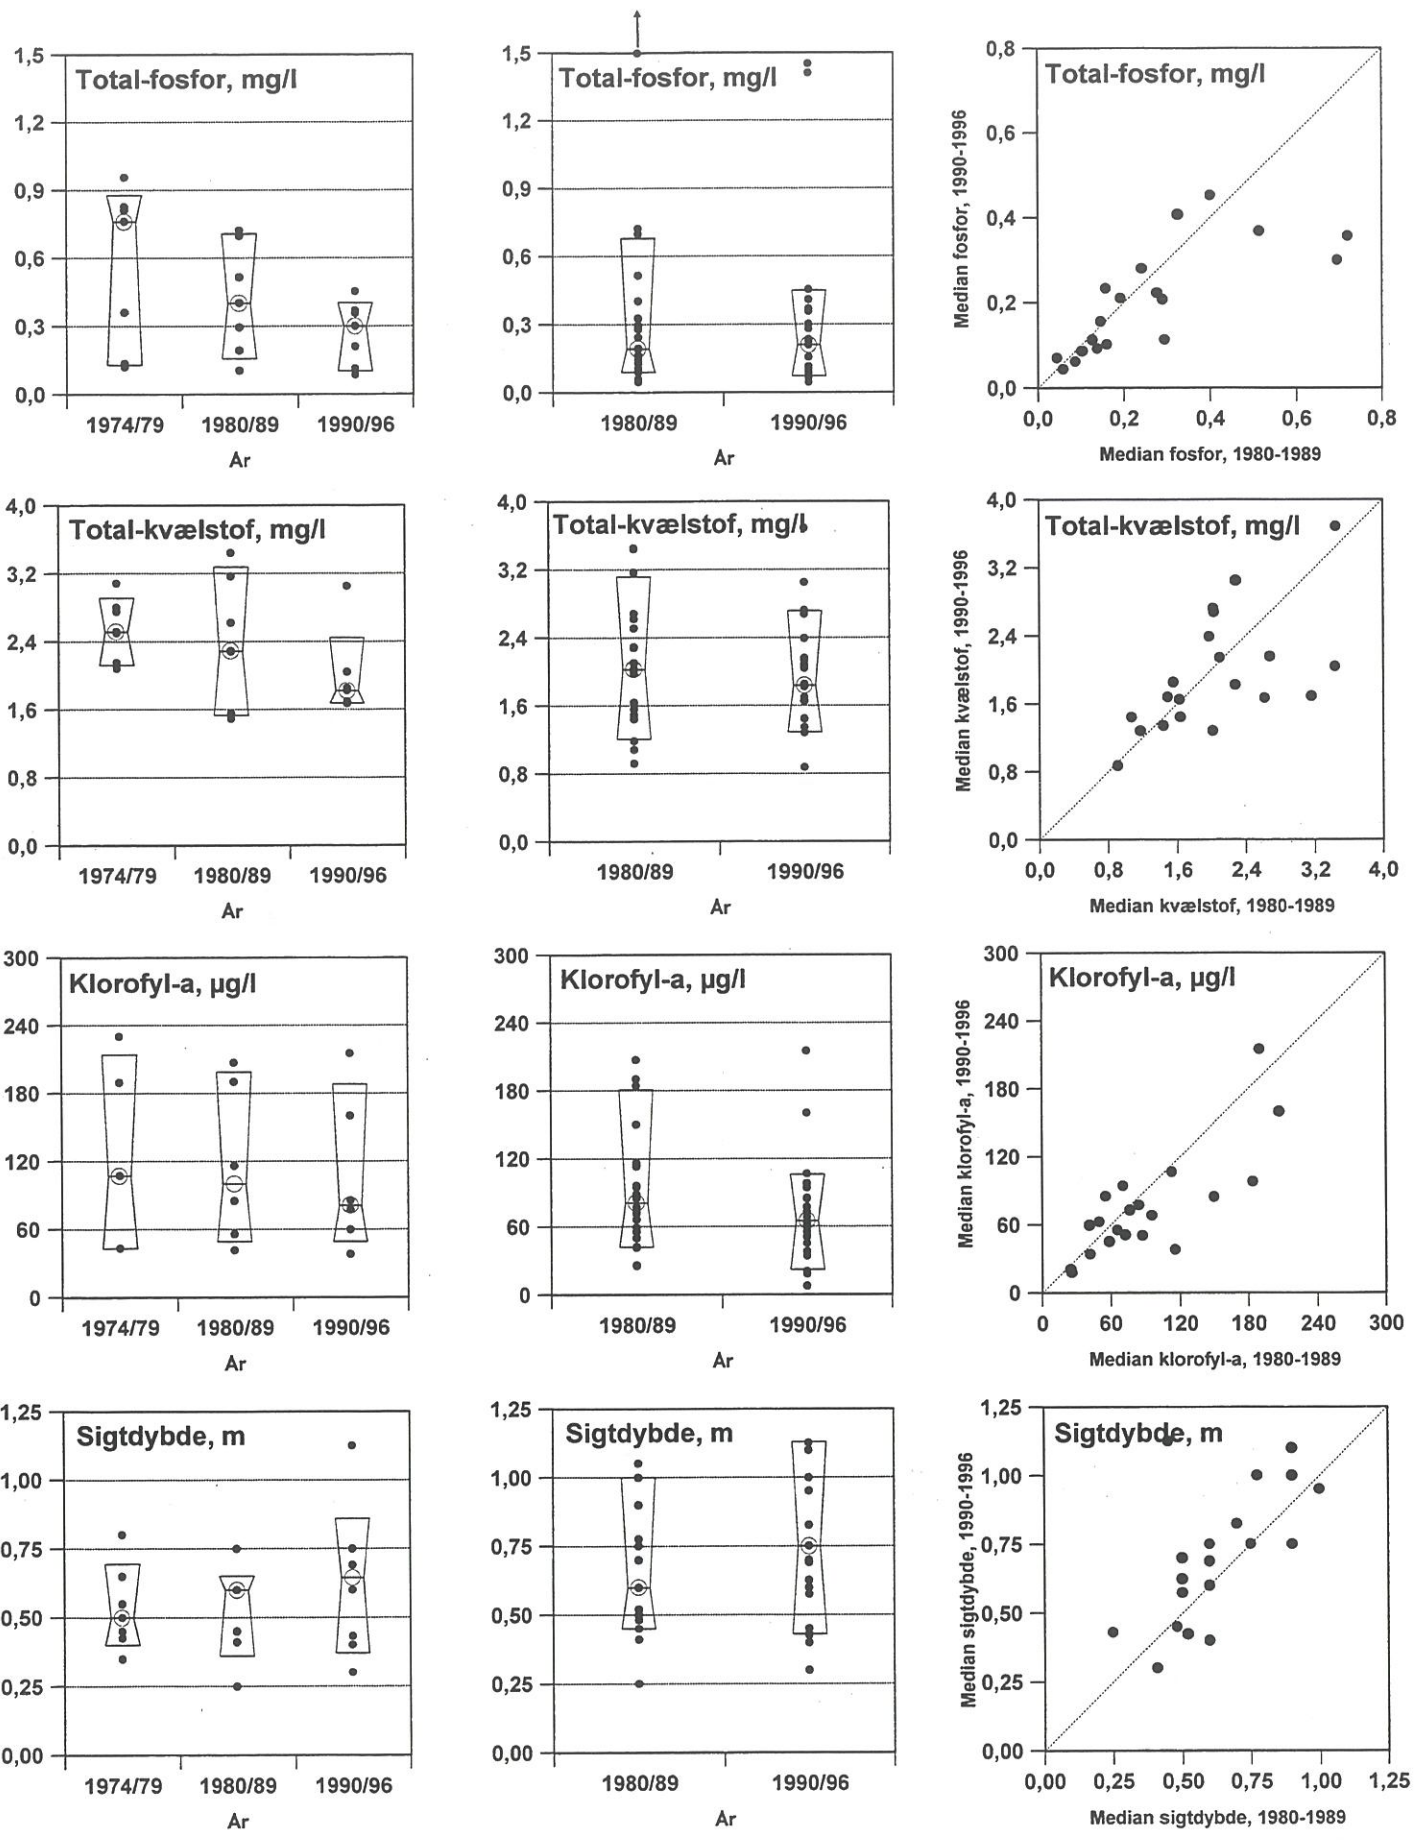 Total-fosfor, mg/l
1,5
1,2
0,9
0,6
0,3
0,0
1974/79 1980/89 1990/96
Ar
Total-fosfor, mg/l
1,5
1,2
0,9
0,6
0,3
0,0
1980/89 1990/96
Ar
Total-fosfor, mg/l
Median fosfor, 1990-1996
0,8
0,6
0,4
0,2
0,0
0,0 0,2 0,4 0,6 0,8
Median fosfor, 1980-1989
Total-kvælstof, mg/l
4,0
3,2
2,4
1,6
0,8
0,0
1974/79 1980/89 1990/96
Ar
Total-kvælstof, mg/l
4,0
3,2
2,4
1,6
0,8
0,0
1980/89 1990/96
Ar
Total-kvælstof, mg/l
Median kvælstof, 1990-1996
4,0
3,2
2,4
1,6
0,8
0,0
0,0 0,8 1,6 2,4 3,2 4,0
Median kvælstof, 1980-1989
Klorofyl-a, µg/l
300
240
180
120
60
0
1974/79 1980/89 1990/96
Ar
Klorofyl-a, µg/l
300
240
180
120
60
0
1980/89 1990/96
Ar
Klorofyl-a, µg/l
Median klorofyl-a, 1990-1996
300
240
180
120
60
0
0 60 120 180 240 300
Median klorofyl-a, 1980-1989
Sigtdybde, m
1,25
1,00
0,75
0,50
0,25
0,00
1974/79 1980/89 1990/96
Ar
Sigtdybde, m
1,25
1,00
0,75
0,50
0,25
0,00
1980/89 1990/96
Ar
Sigtdybde, m
Median sigtdybde, 1990-1996
1,25
1,00
0,75
0,50
0,25
0,00
0,00 0,25 0,50 0,75 1,00 1,25
Median sigtdybde, 1980-1989